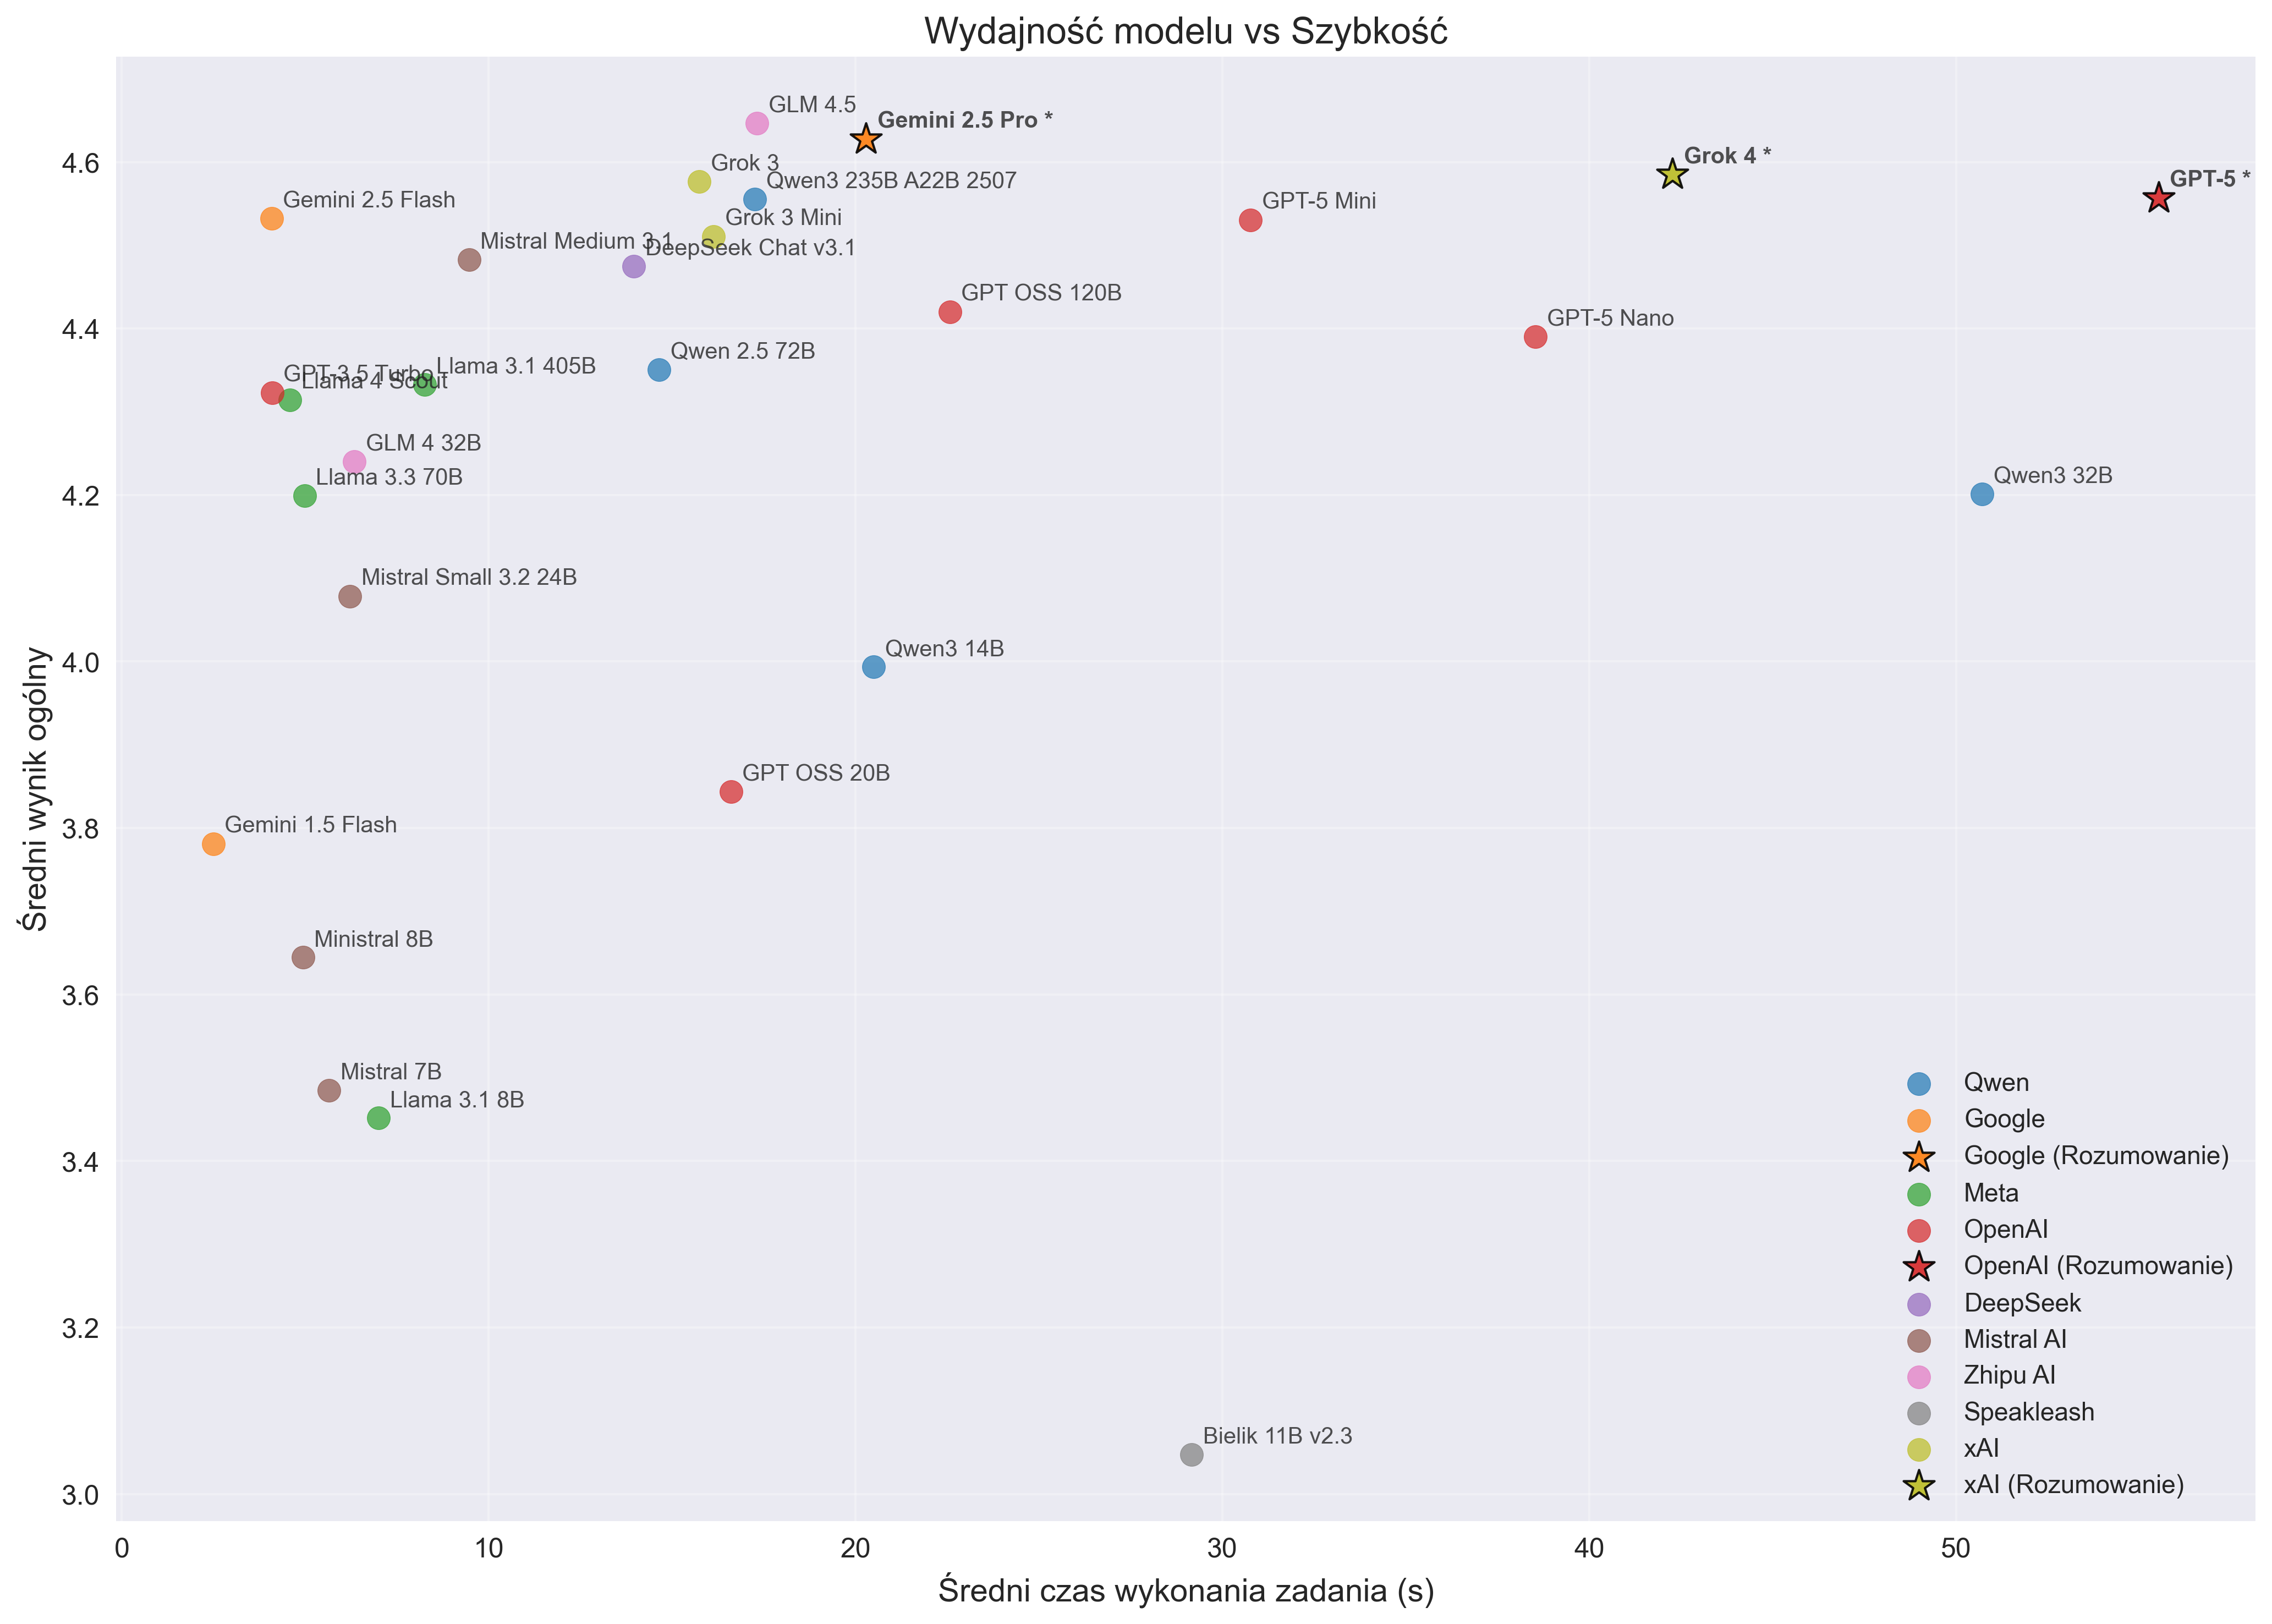 Wydajność modelu vs Szybkość
GLM 4.5
Gemini 2.5 Pro *
Grok 4 *
Grok 3
Qwen3 235B A22B 2507
GPT-5 *
Gemini 2.5 Flash
GPT-5 Mini
Grok 3 Mini
Mistral Medium 3.1
DeepSeek Chat v3.1
GPT OSS 120B
GPT-5 Nano
Qwen 2.5 72B
Llama 3.1 405B
GPT-3.5 Turbo
Llama 4 Scout
GLM 4 32B
Llama 3.3 70B
Qwen3 32B
Mistral Small 3.2 24B
Qwen3 14B
GPT OSS 20B
Gemini 1.5 Flash
Ministral 8B
Mistral 7B
Llama 3.1 8B
Bielik 11B v2.3
4.6
4.4
4.2
4.0
3.8
3.6
3.4
3.2
3.0
Średni wynik ogólny
0 10 20 30 40 50
Średni czas wykonania zadania (s)
Qwen
Google
Google (Rozumowanie)
Meta
OpenAI
OpenAI (Rozumowanie)
DeepSeek
Mistral AI
Zhipu AI
Speakleash
xAI
xAI (Rozumowanie)